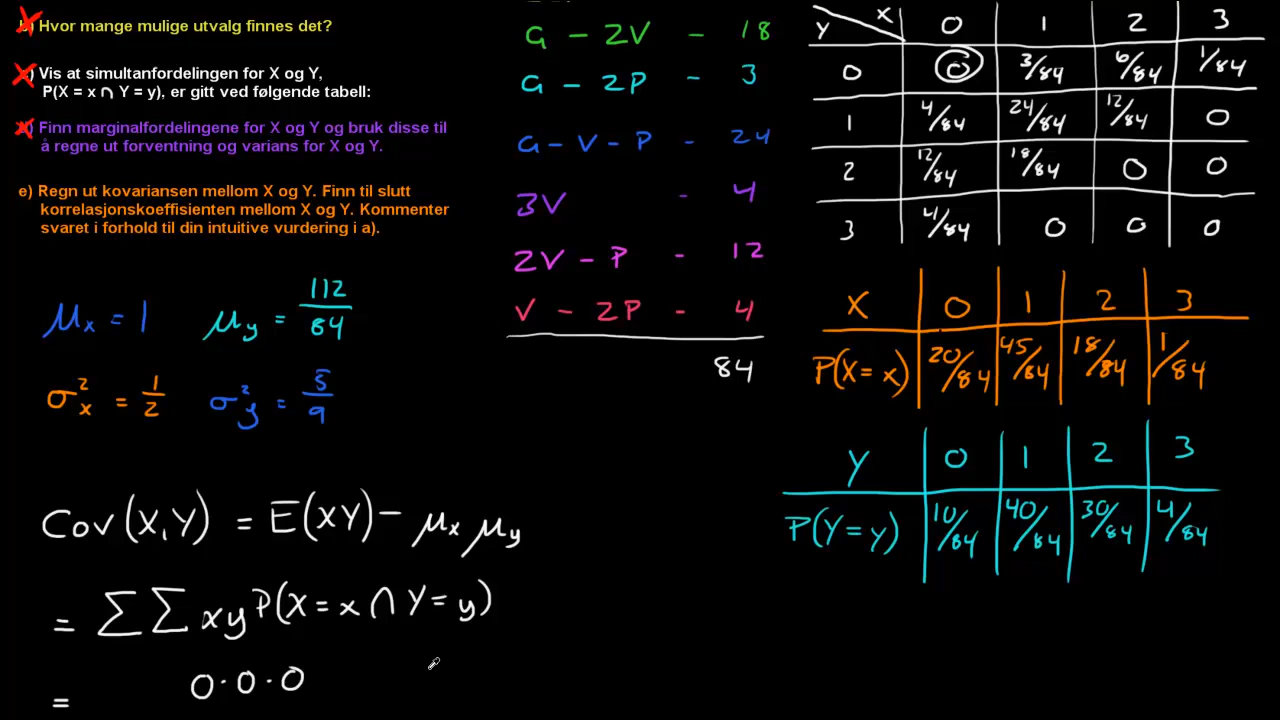 b) Hvor mange mulige utvalg finnes det?
) Vis at simultanfordelingen for X og Y,
P(X = x ∩ Y = y), er gitt ved følgende tabell:
d) Finn marginalfordelingene for X og Y og bruk disse til
å regne ut forventning og varians for X og Y.
e) Regn ut kovariansen mellom X og Y. Finn til slutt
korrelasjonskoeffisienten mellom X og Y. Kommenter
svaret i forhold til din intuitive vurdering i a).
μx = 1 μy = 112/84
σ²x = 1/2 σ²y = 5/9
Cov(X,Y) = E(XY) - μx μy
= ΣΣ xy P(X = x ∩ Y = y)
= 0·0·0
G - 2V - 18
G - 2P - 3
G - V - P - 24
3V - 4
2V - P - 12
V - 2P - 4
84
Y X 0 1 2 3
0 0 3/84 6/84 1/84
1 4/84 24/84 12/84 0
2 12/84 18/84 0 0
3 4/84 0 0 0
X 0 1 2 3
P(X = x) 20/84 45/84 18/84 1/84
Y 0 1 2 3
P(Y = y) 10/84 40/84 30/84 4/84